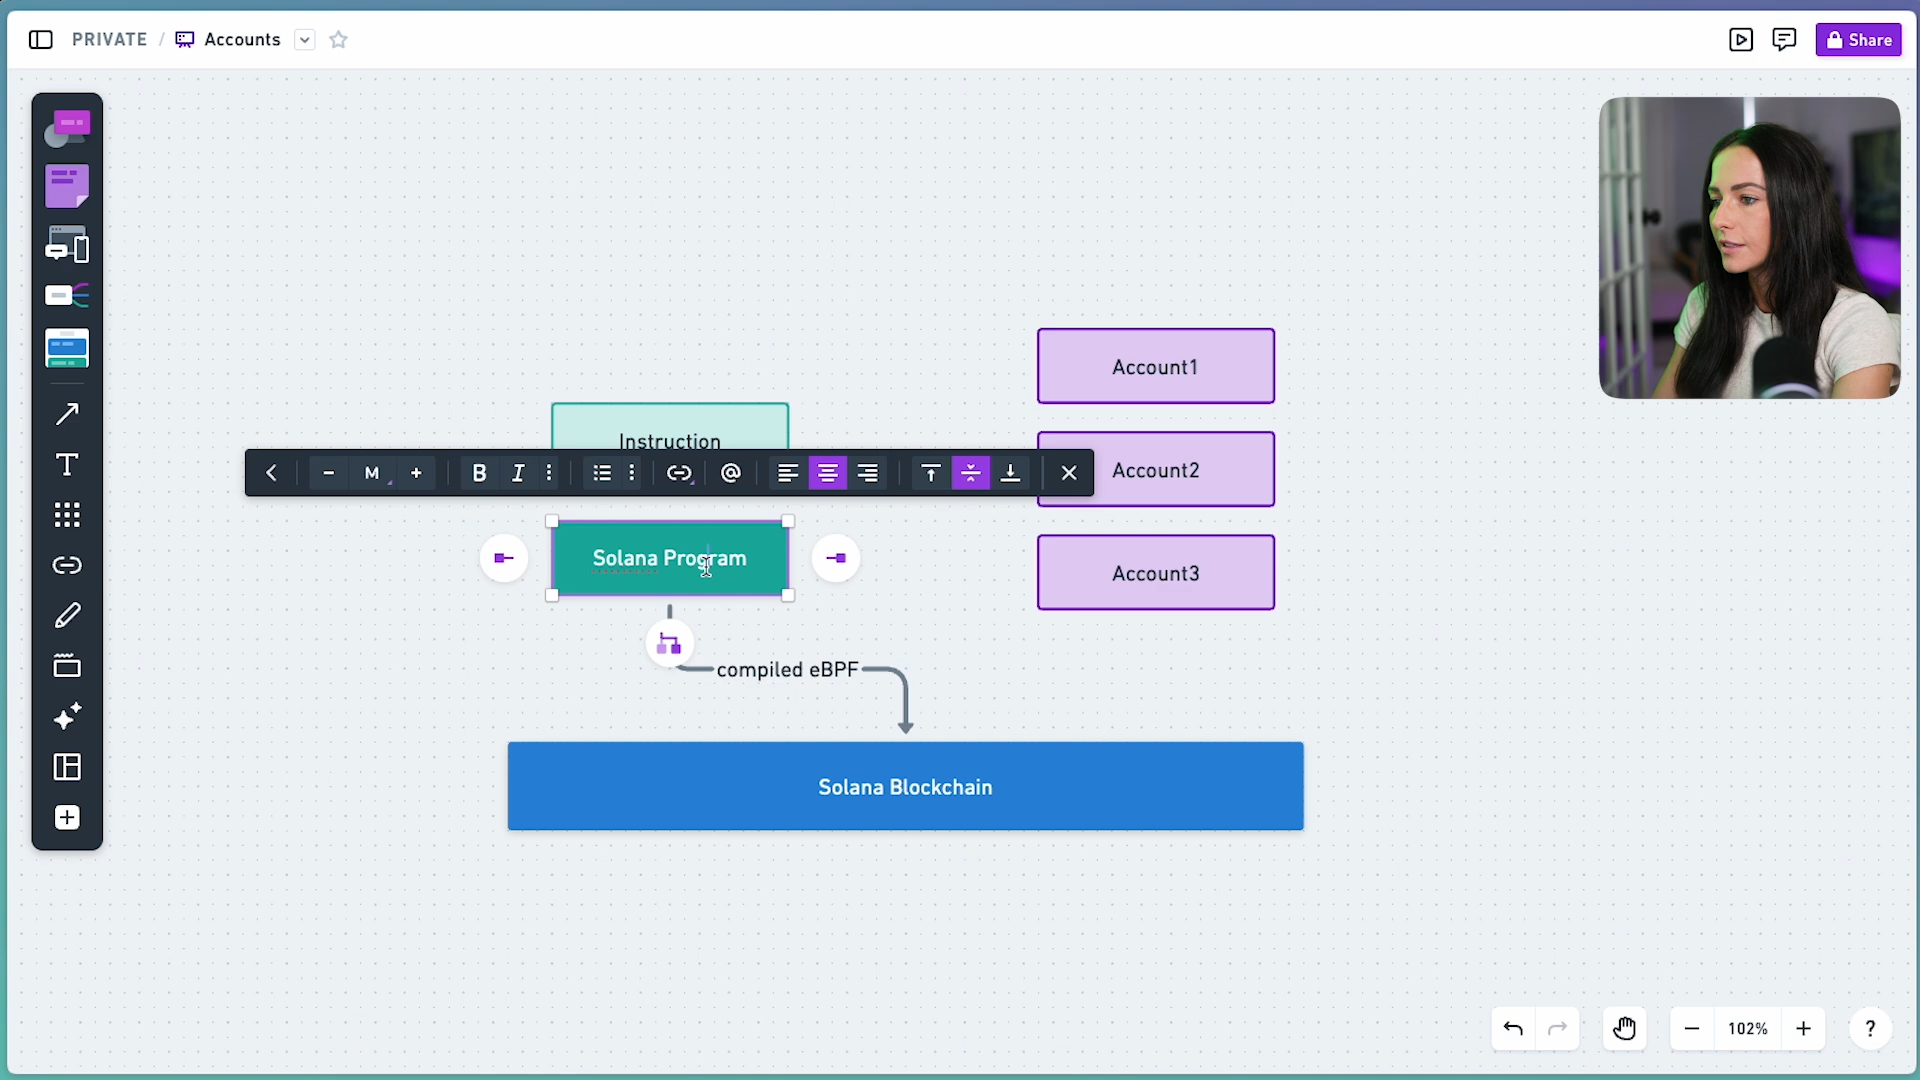 PRIVATE / Accounts
Share
Account1
Instruction
M
B
I
@
Account2
Solana Program
Account3
compiled eBPF
Solana Blockchain
102%
?